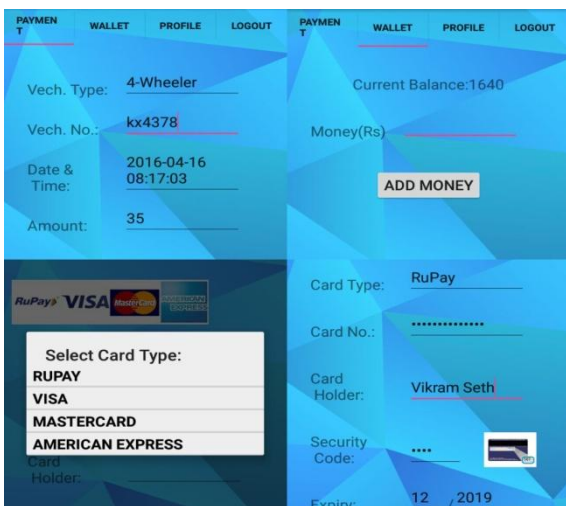 PAYMEN
T
WALLET
PROFILE
LOGOUT
Vech. Type:
4-Wheeler
Vech. No.:
kx4378
Date &
Time:
2016-04-16
08:17:03
Amount:
35
PAYMEN
T
WALLET
PROFILE
LOGOUT
Current Balance:1640
Money(Rs)
ADD MONEY
RuPay
VISA
MasterCard
AMERICAN
EXPRESS
Select Card Type:
RUPAY
VISA
MASTERCARD
AMERICAN EXPRESS
Card
Holder:
Card Type:
RuPay
Card No.:
••••••••••••••
Card
Holder:
Vikram Seth
Security
Code:
••••
Expiry:
12 / 2019